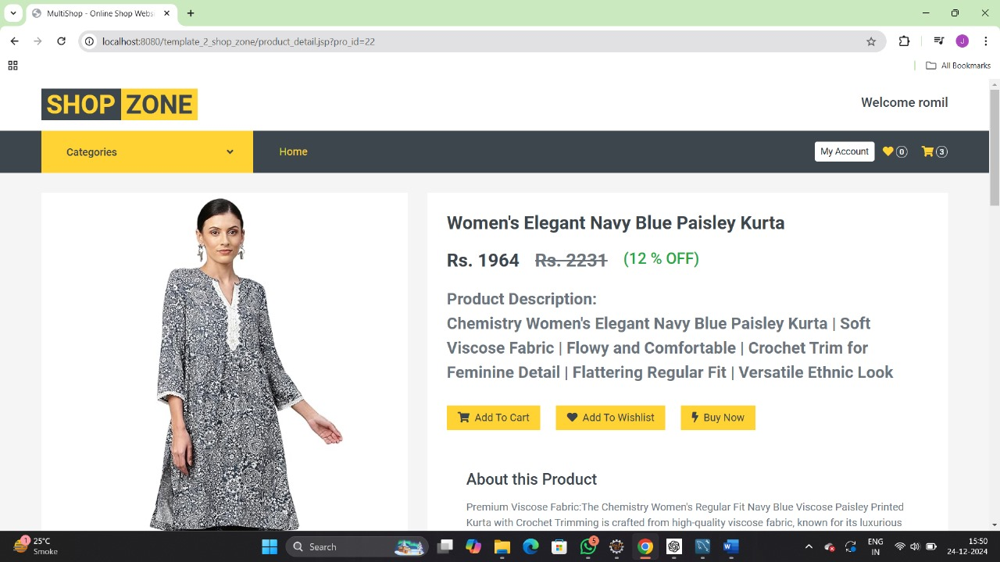 MultiShop - Online Shop Webs
localhost:8080/template_2_shop_zone/product_detail.jsp?pro_id=22
All Bookmarks
SHOP ZONE
Welcome romil
Categories
Home
My Account
0
3
Women's Elegant Navy Blue Paisley Kurta
Rs. 1964 Rs. 2231 (12 % OFF)
Product Description:
Chemistry Women's Elegant Navy Blue Paisley Kurta | Soft
Viscose Fabric | Flowy and Comfortable | Crochet Trim for
Feminine Detail | Flattering Regular Fit | Versatile Ethnic Look
Add To Cart
Add To Wishlist
Buy Now
About this Product
Premium Viscose Fabric:The Chemistry Women's Regular Fit Navy Blue Viscose Paisley Printed
Kurta with Crochet Trimming is crafted from high-quality viscose fabric, known for its luxurious
1
25°C
Smoke
Search
5
ENG
IN
15:50
24-12-2024